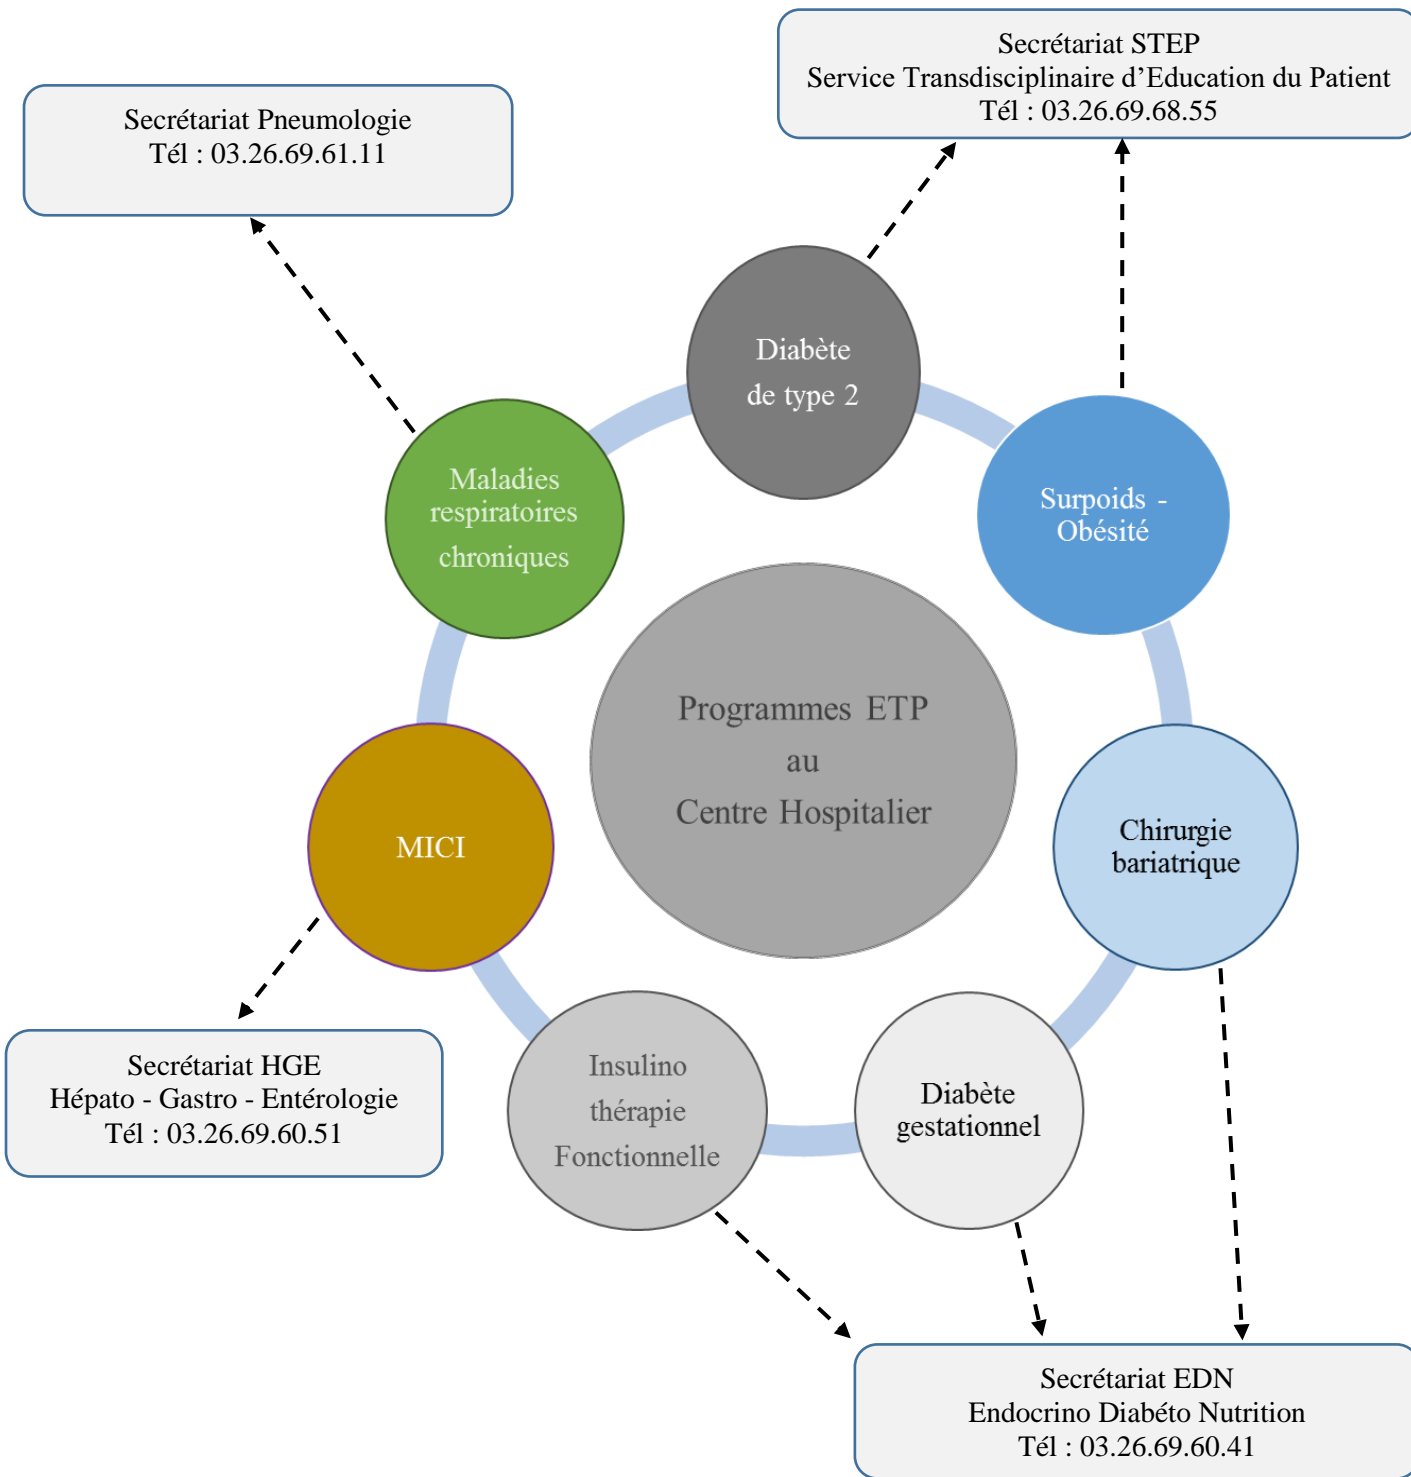 Secrétariat STEP
Service Transdisciplinaire d’Education du Patient
Tél : 03.26.69.68.55
Secrétariat Pneumologie
Tél : 03.26.69.61.11
Diabète
de type 2
Maladies
respiratoires
chroniques
Surpoids -
Obésité
Programmes ETP
au
Centre Hospitalier
MICI
Chirurgie
bariatrique
Insulino
thérapie
Fonctionnelle
Diabète
gestationnel
Secrétariat HGE
Hépato - Gastro - Entérologie
Tél : 03.26.69.60.51
Secrétariat EDN
Endocrino Diabéto Nutrition
Tél : 03.26.69.60.41